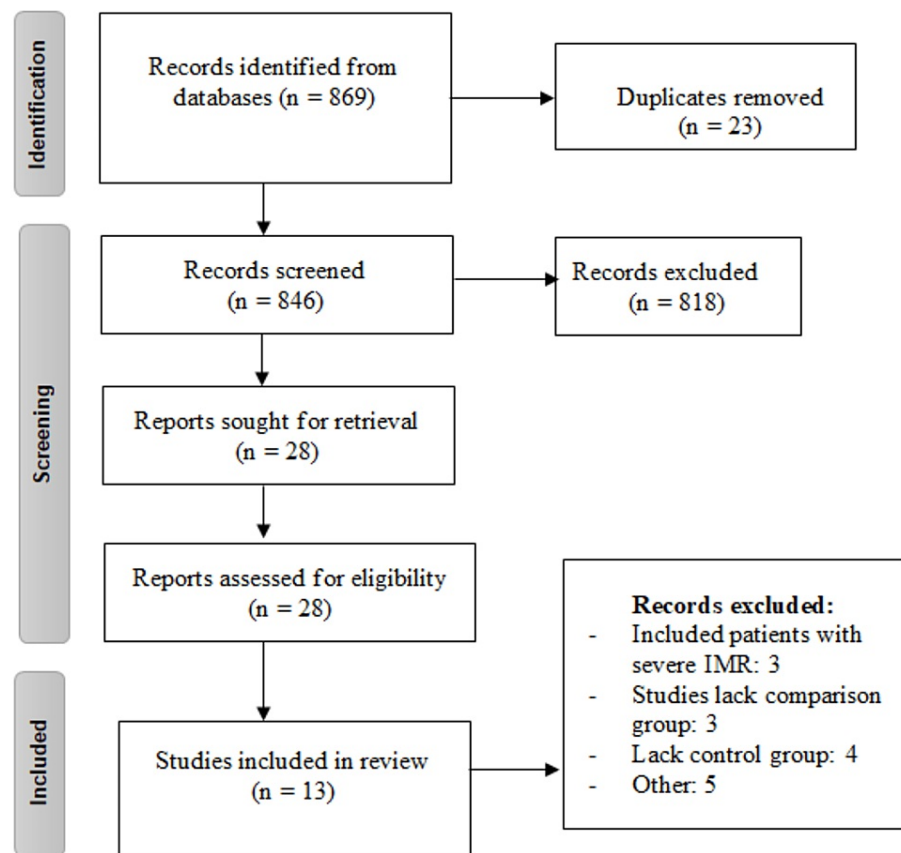 Identification
Records identified from
databases (n = 869)
Duplicates removed
(n = 23)
Screening
Records screened
(n = 846)
Records excluded
(n = 818)
Reports sought for retrieval
(n = 28)
Reports assessed for eligibility
(n = 28)
Included
Studies included in review
(n = 13)
Records excluded:
- Included patients with
severe IMR: 3
- Studies lack comparison
group: 3
- Lack control group: 4
- Other: 5